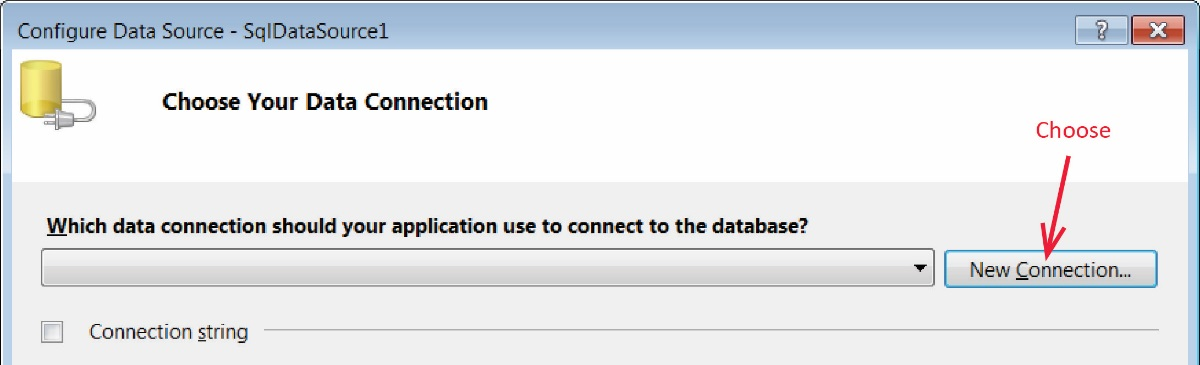 Configure Data Source - SqlDataSource1
?
Choose Your Data Connection
Choose
Which data connection should your application use to connect to the database?
New Connection...
Connection string